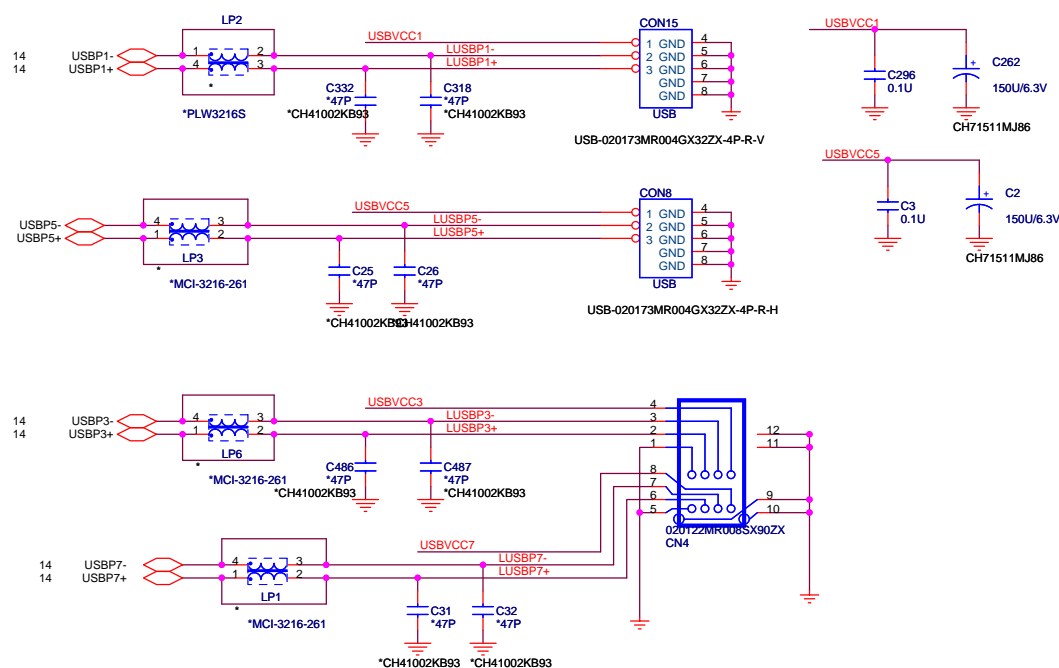 LP2
CON15
USBVCC1
USBVCC1
14 USBP1- 1 2 LUSBP1- 1 GND 4
14 USBP1+ 4 3 LUSBP1+ 2 GND 5
3 GND 6
GND 7
GND 8
*
*PLW3216S
C332 C318
*47P *47P
*CH41002KB93 *CH41002KB93
USB
USB-020173MR004GX32ZX-4P-R-V
C296
0.1U
C262
150U/6.3V
CH71511MJ86
USBVCC5
CON8
USBVCC5
USBP5- 4 3 LUSBP5- 1 GND 4
USBP5+ 1 2 LUSBP5+ 2 GND 5
3 GND 6
GND 7
GND 8
LP3
*
*MCI-3216-261
C25 C26
*47P *47P
*CH41002KB93 *CH41002KB93
USB
USB-020173MR004GX32ZX-4P-R-H
C3
0.1U
C2
150U/6.3V
CH71511MJ86
USBVCC3 4
14 USBP3- 4 3 LUSBP3- 3
14 USBP3+ 1 2 LUSBP3+ 2
1
12
11
LP6
*
*MCI-3216-261
C486 C487
*47P *47P
*CH41002KB93 *CH41002KB93
8
7
6
5
9
10
020122MR008SX90ZX
CN4
USBVCC7
14 USBP7- 4 3 LUSBP7-
14 USBP7+ 1 2 LUSBP7+
LP1
*
*MCI-3216-261
C31 C32
*47P *47P
*CH41002KB93 *CH41002KB93